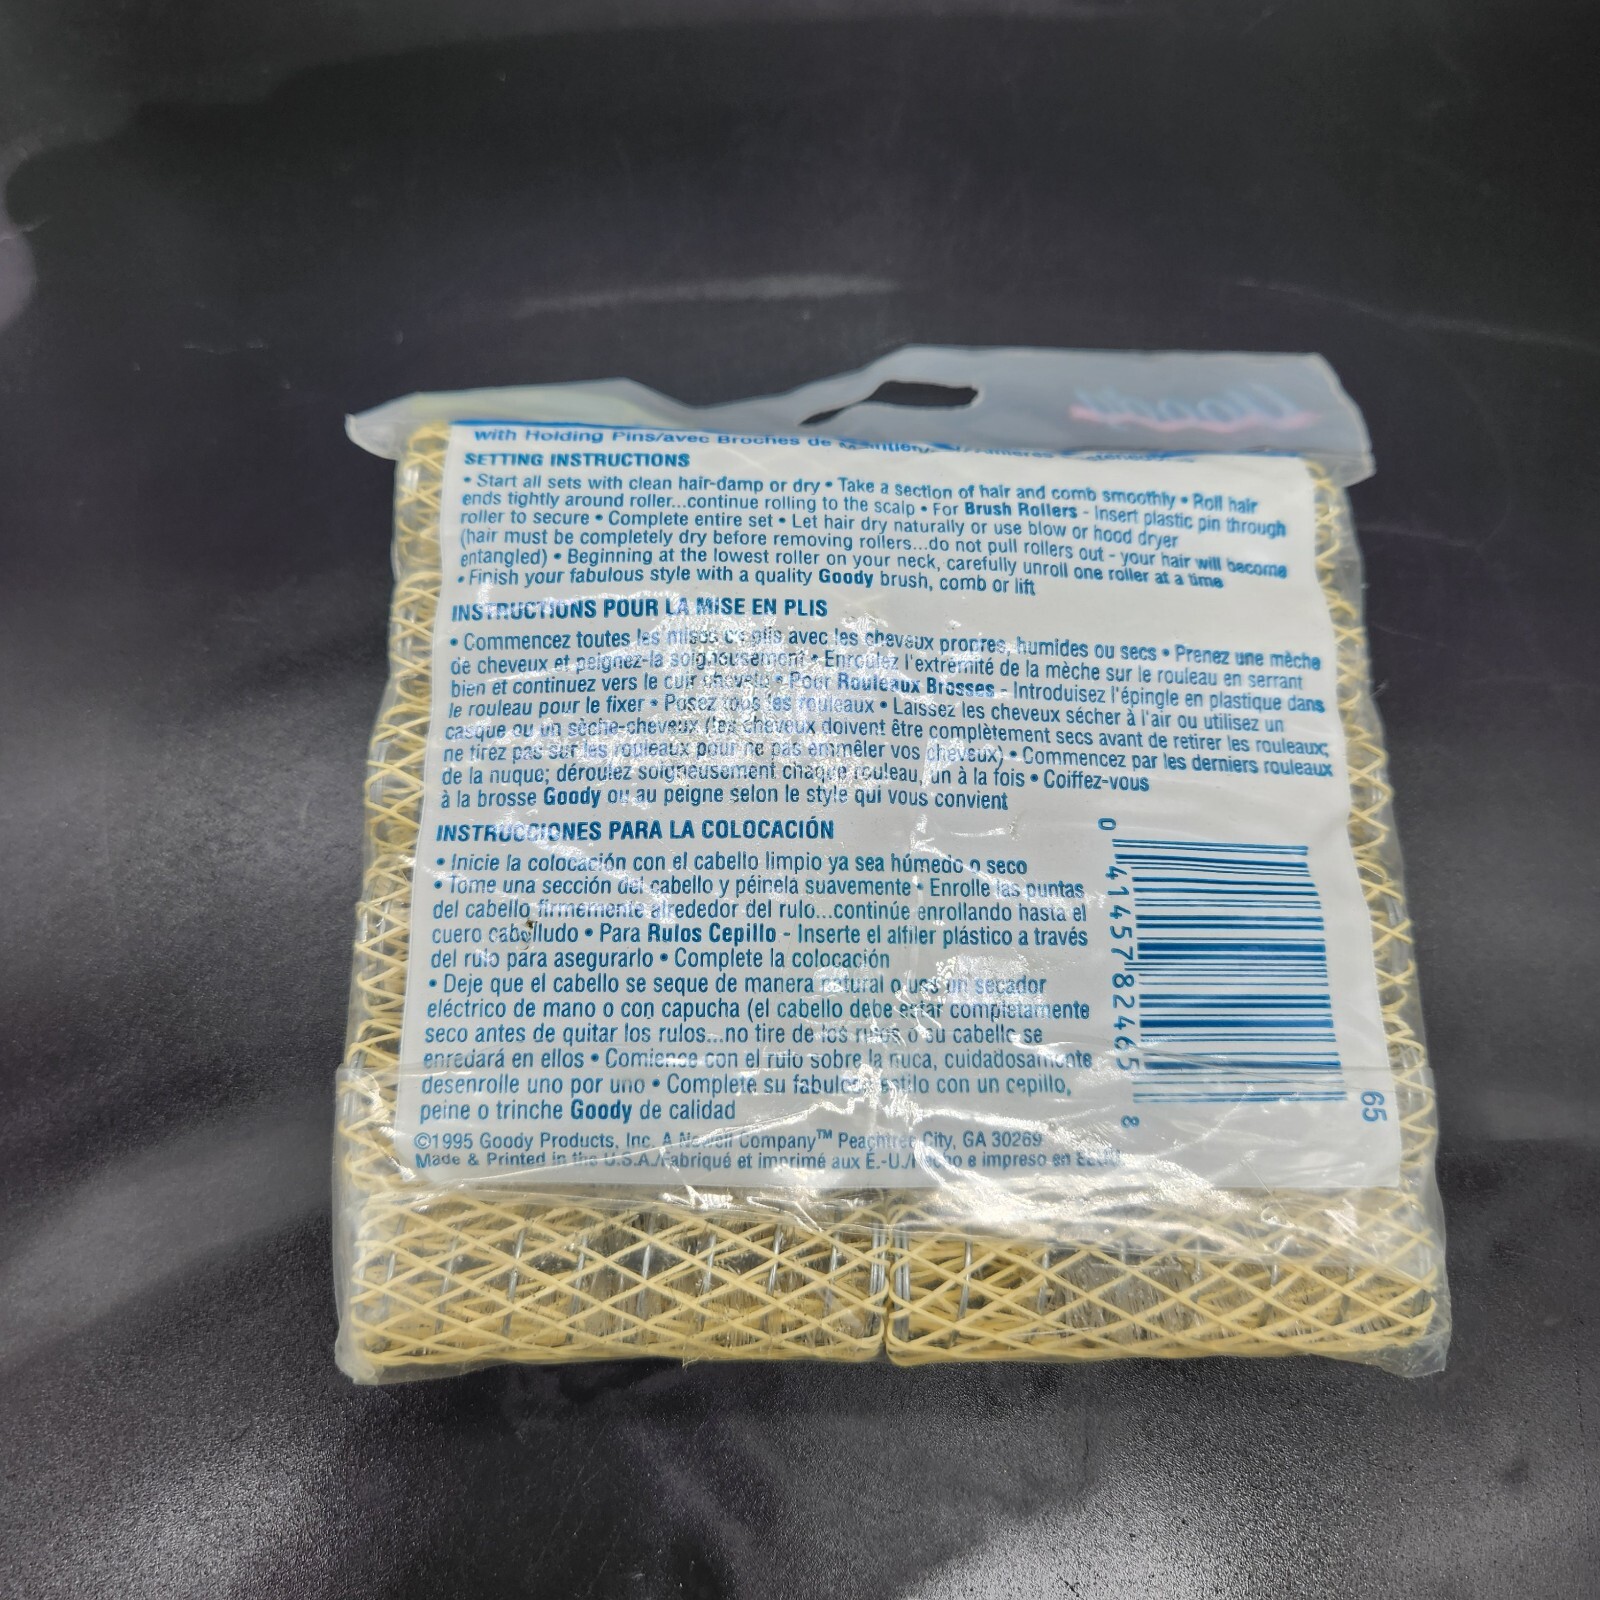 Goody
with Holding Pins/avec Broches de
SETTING INSTRUCTIONS
• Start all sets with clean hair-damp or dry • Take a section of hair and comb smoothly • Roll hair
ends tightly around roller...continue rolling to the scalp • For Brush Rollers - Insert plastic pin through
roller to secure • Complete entire set • Let hair dry naturally or use blow or hood dryer
(hair must be completely dry before removing rollers...do not pull rollers out - your hair will become
entangled) • Beginning at the lowest roller on your neck, carefully unroll one roller at a time
• Finish your fabulous style with a quality Goody brush, comb or lift
INSTRUCTIONS POUR LA MISE EN PLIS
• Commencez toutes les mises en plis avec les cheveux propres, humides ou secs • Prenez une mèche
de cheveux et peignez-la soigneusement • Enroulez l'extrémité de la mèche sur le rouleau en serrant
bien et continuez vers le cuir chevelu • Pour Rouleaux Brosses - Introduisez l'épingle en plastique dans
le rouleau pour le fixer • Posez tous les rouleaux • Laissez les cheveux sécher à l'air ou utilisez un
casque ou un sèche-cheveux (les cheveux doivent être complètement secs avant de retirer les rouleaux;
ne tirez pas sur les rouleaux pour ne pas emmêler vos cheveux) • Commencez par les derniers rouleaux
de la nuque; déroulez soigneusement chaque rouleau, un à la fois • Coiffez-vous
à la brosse Goody ou au peigne selon le style qui vous convient
INSTRUCCIONES PARA LA COLOCACIÓN
• Inicie la colocación con el cabello limpio ya sea húmedo o seco
• Tome una sección del cabello y péinela suavemente • Enrolle las puntas
del cabello firmemente alrededor del rulo...continúe enrollando hasta el
cuero cabelludo • Para Rulos Cepillo - Inserte el alfiler plástico a través
del rulo para asegurarlo • Complete la colocación
• Deje que el cabello se seque de manera natural o use un secador
eléctrico de mano o con capucha (el cabello debe estar completamente
seco antes de quitar los rulos...no tire de los rulos o su cabello se
enredará en ellos • Comience con el rulo sobre la nuca, cuidadosamente
desenrolle uno por uno • Complete su fabuloso estilo con un cepillo,
peine o trinche Goody de calidad
©1995 Goody Products, Inc. A Newell Company™ Peachtree City, GA 30269
Made & Printed in the U.S.A./Fabriqué et imprimé aux É.-U./Hecho e impreso en
0 41457 82465 8
65